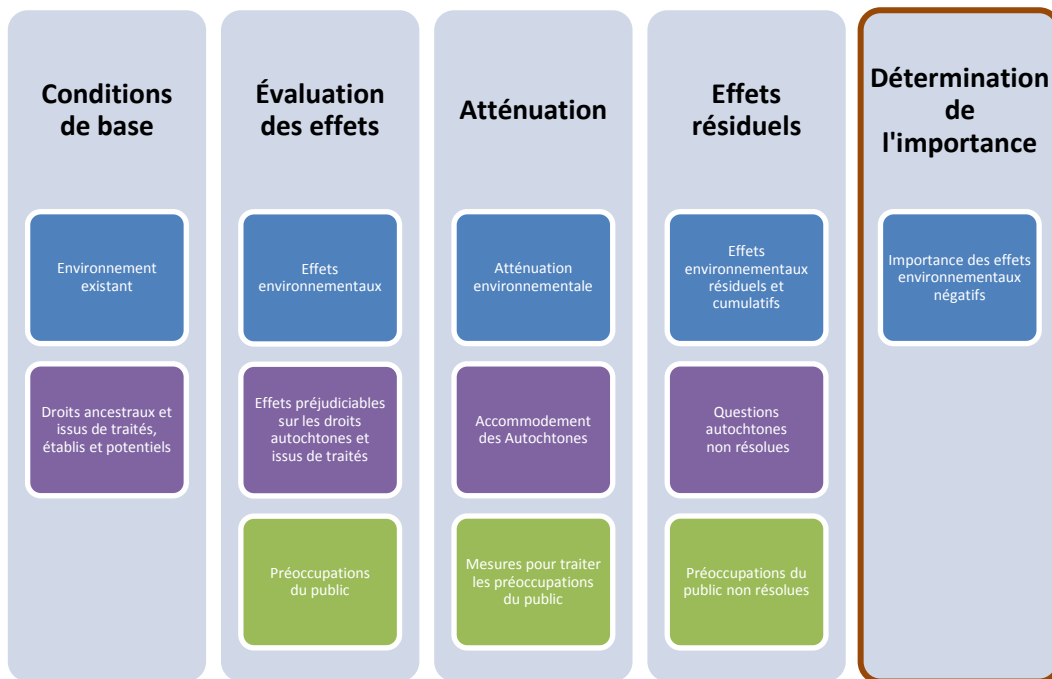 Conditions
de base
Environnement
existant
Droits ancestraux et
issus de traités,
établis et potentiels
Évaluation
des effets
Effets
environnementaux
Effets préjudiciables
sur les droits
autochtones et
issus de traités
Préoccupations
du public
Atténuation
Atténuation
environnementale
Accommodement
des Autochtones
Mesures pour traiter
les préoccupations
du public
Effets
résiduels
Effets
environnementaux
résiduels et
cumulatifs
Questions
autochtones
non résolues
Préoccupations du
public non résolues
Détermination
de
l'importance
Importance des effets
environnementaux
négatifs